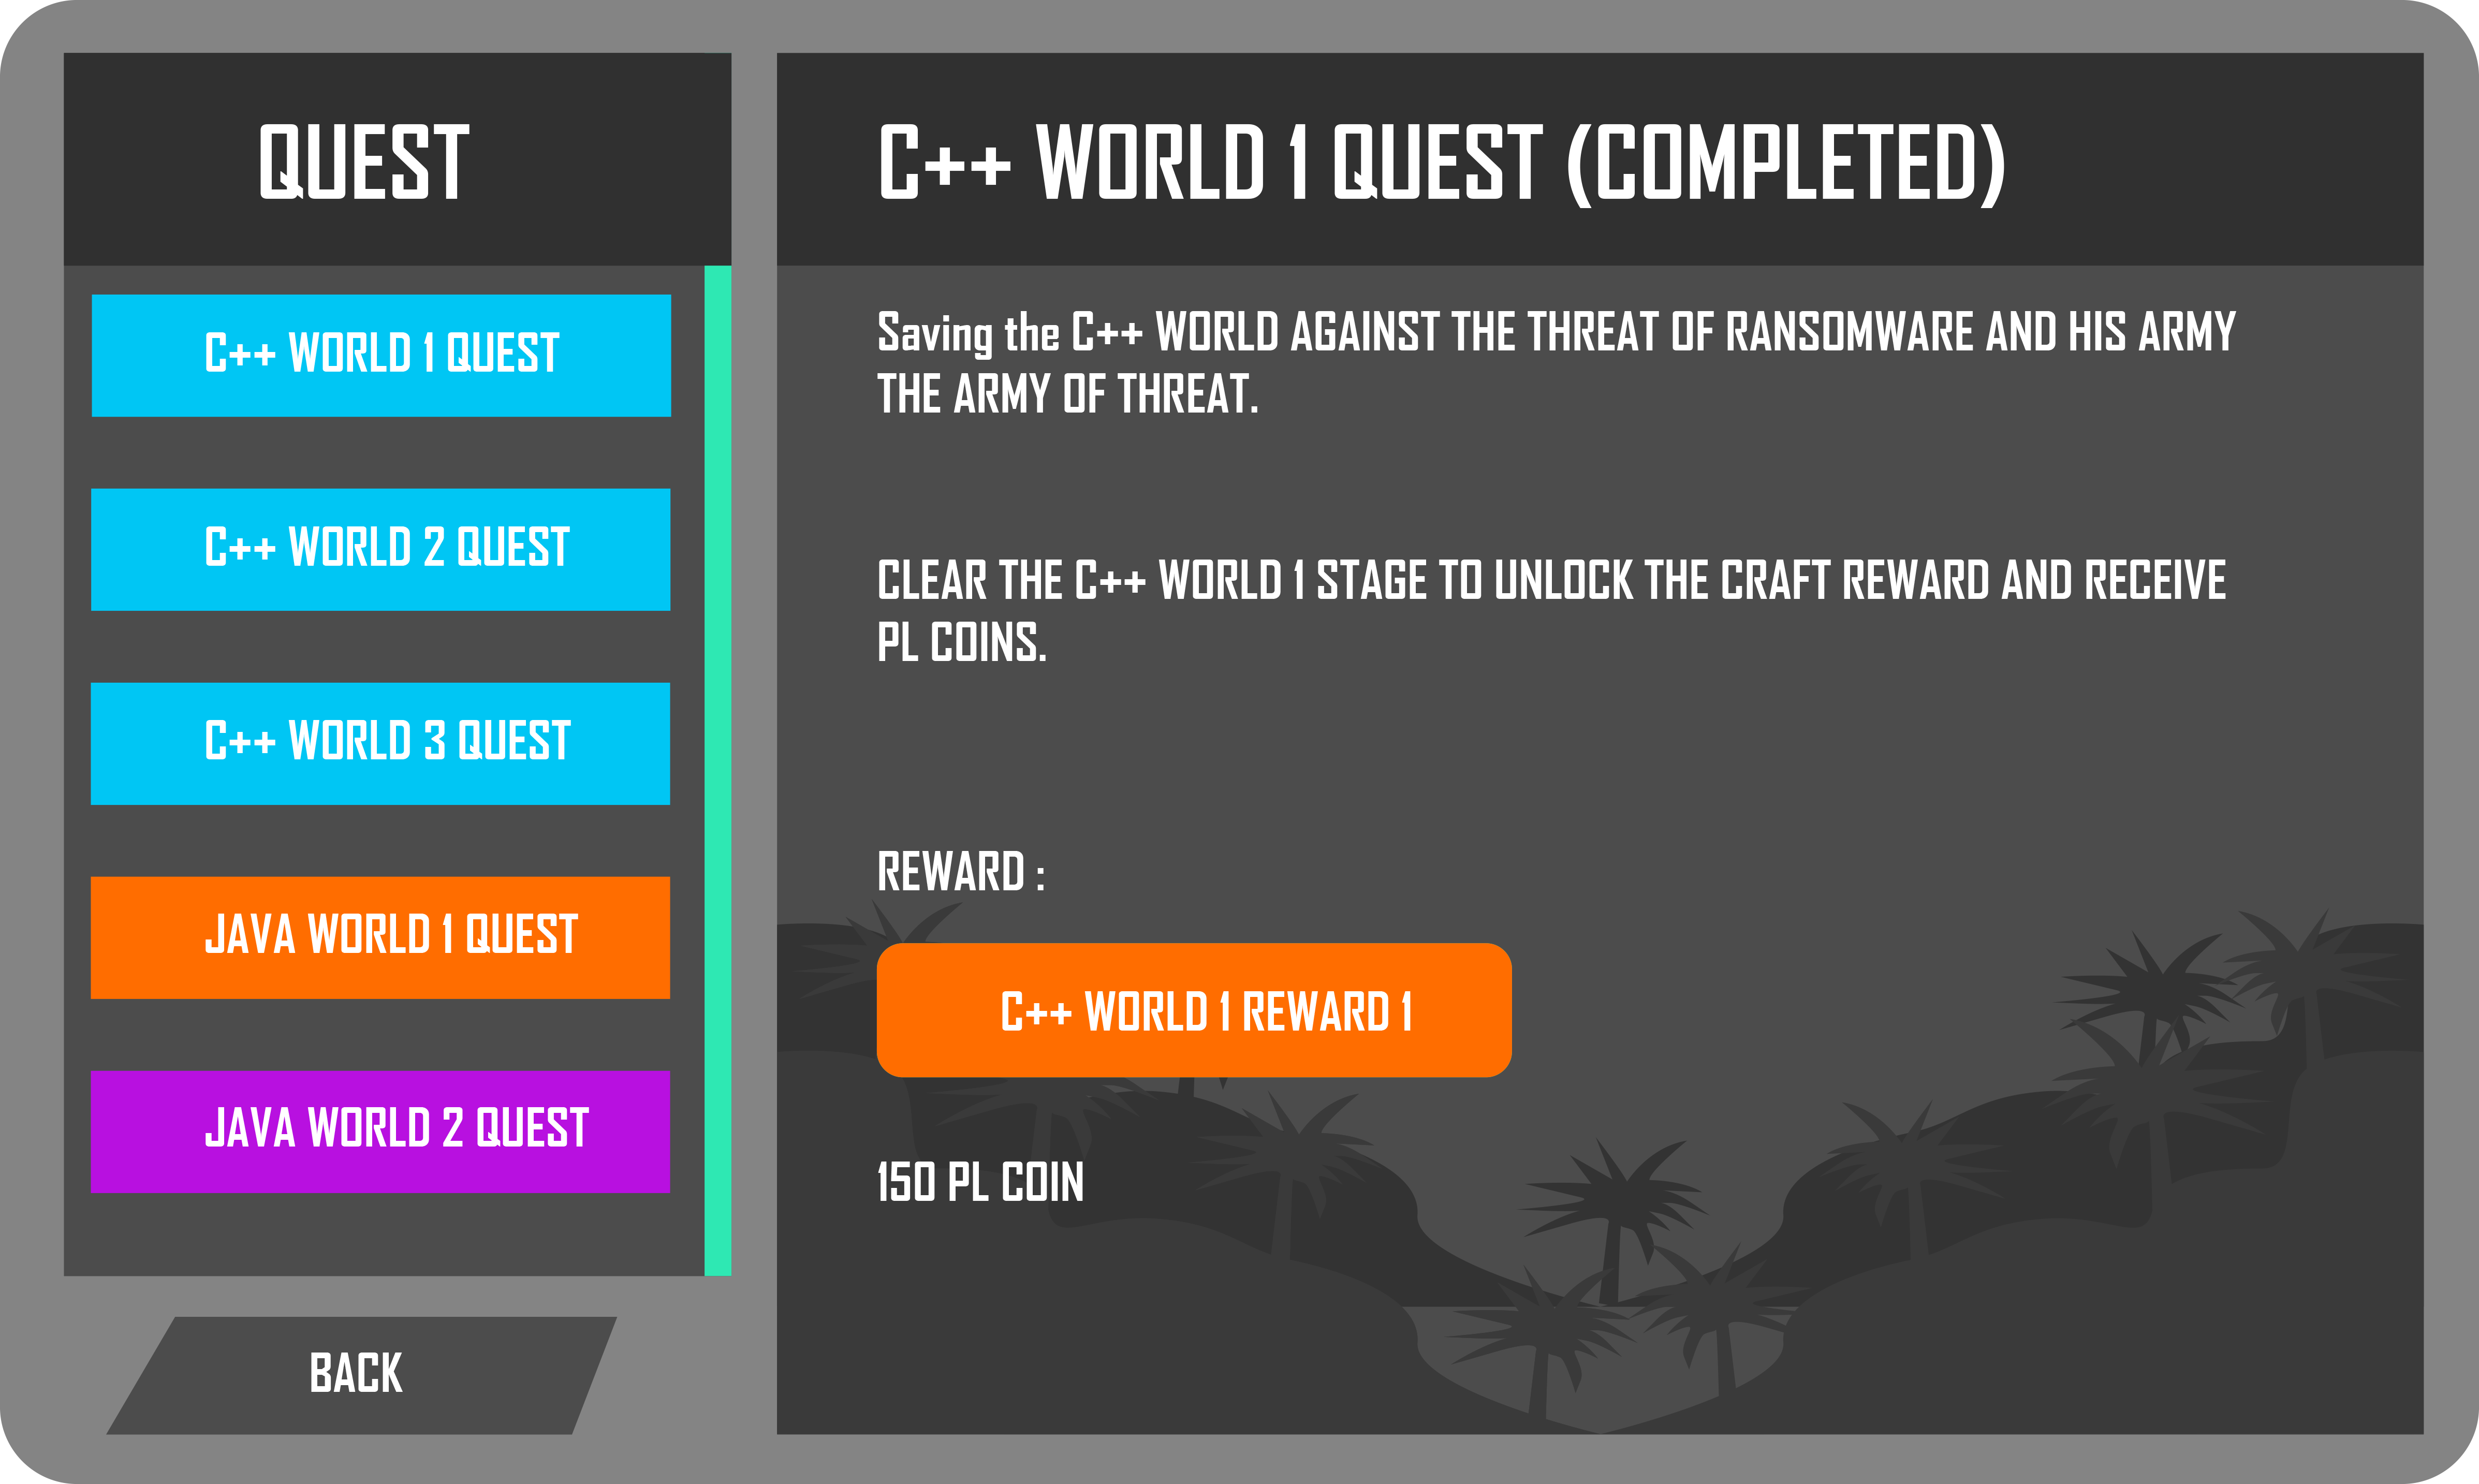 QUEST
C++ WORLD 1 QUEST
C++ WORLD 2 QUEST
C++ WORLD 3 QUEST
JAVA WORLD 1 QUEST
JAVA WORLD 2 QUEST
BACK
C++ WORLD 1 QUEST (COMPLETED)
Saving the C++ WORLD AGAINST THE THREAT OF RANSOMWARE AND HIS ARMY
THE ARMY OF THREAT.
CLEAR THE C++ WORLD 1 STAGE TO UNLOCK THE CRAFT REWARD AND RECEIVE
PL COINS.
REWARD :
C++ WORLD 1 REWARD 1
150 PL COIN